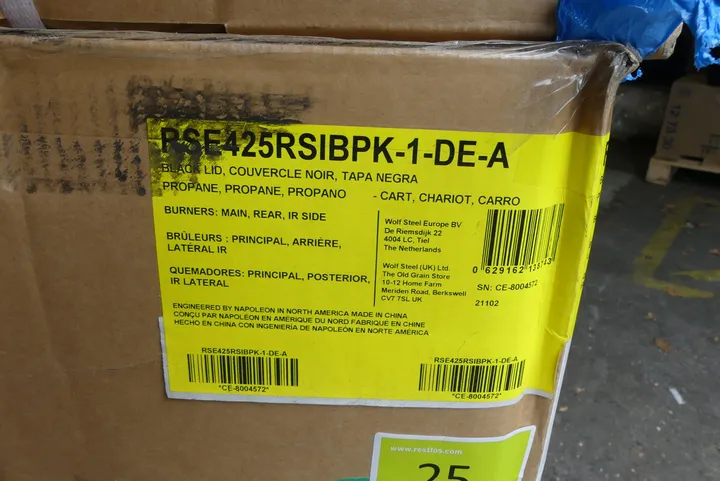 RSE425RSIBPK-1-DE-A
BLACK LID, COUVERCLE NOIR, TAPA NEGRA
PROPANE, PROPANE, PROPANO - CART, CHARIOT, CARRO
BURNERS: MAIN, REAR, IR SIDE
BRÛLEURS : PRINCIPAL, ARRIÈRE,
LATÉRAL IR
QUEMADORES: PRINCIPAL, POSTERIOR,
IR LATERAL
Wolf Steel Europe BV
De Riemsdijk 22
4004 LC, Tiel
The Netherlands
Wolf Steel (UK) Ltd.
The Old Grain Store
10-12 Home Farm
Meriden Road, Berkswell
CV7 7SL UK
SN: CE-8004572
21102
ENGINEERED BY NAPOLEON IN NORTH AMERICA MADE IN CHINA
CONÇU PAR NAPOLÉON EN AMÉRIQUE DU NORD FABRIQUÉ EN CHINE
HECHO EN CHINA CON INGENIERÍA DE NAPOLEÓN EN NORTE AMÉRICA
RSE425RSIBPK-1-DE-A
*CE-8004572*
RSE425RSIBPK-1-DE-A
*CE-8004572*
www.restlos.com
25